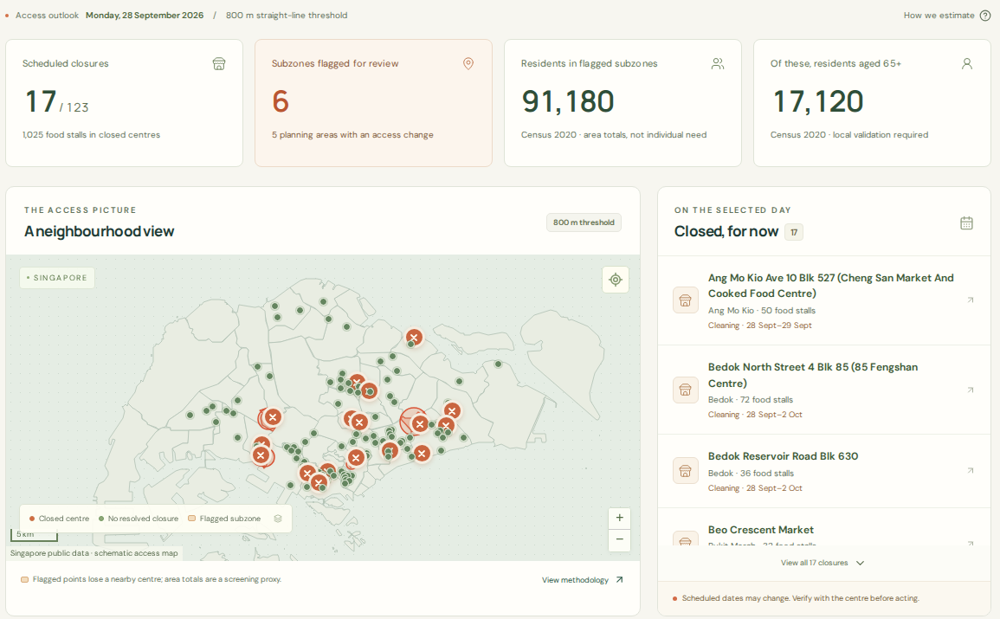 Access outlook Monday, 28 September 2026 / 800 m straight-line threshold
How we estimate
Scheduled closures
17 / 123
1,025 food stalls in closed centres
Subzones flagged for review
6
5 planning areas with an access change
Residents in flagged subzones
91,180
Census 2020 · area totals, not individual need
Of these, residents aged 65+
17,120
Census 2020 · local validation required
THE ACCESS PICTURE
A neighbourhood view
800 m threshold
SINGAPORE
Closed centre
No resolved closure
Flagged subzone
5 km
+
−
Singapore public data · schematic access map
Flagged points lose a nearby centre; area totals are a screening proxy.
View methodology
ON THE SELECTED DAY
Closed, for now 17
Ang Mo Kio Ave 10 Blk 527 (Cheng San Market And
Cooked Food Centre)
Ang Mo Kio · 50 food stalls
Cleaning · 28 Sept–29 Sept
Bedok North Street 4 Blk 85 (85 Fengshan
Centre)
Bedok · 72 food stalls
Cleaning · 28 Sept–2 Oct
Bedok Reservoir Road Blk 630
Bedok · 36 food stalls
Cleaning · 28 Sept–2 Oct
Beo Crescent Market
View all 17 closures
Scheduled dates may change. Verify with the centre before acting.